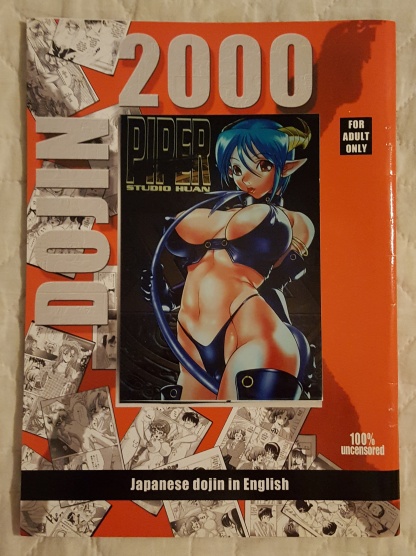 2000
DOJIN
PIPER
STUDIO HUAN
FOR
ADULT
ONLY
100%
uncensored
Japanese dojin in English